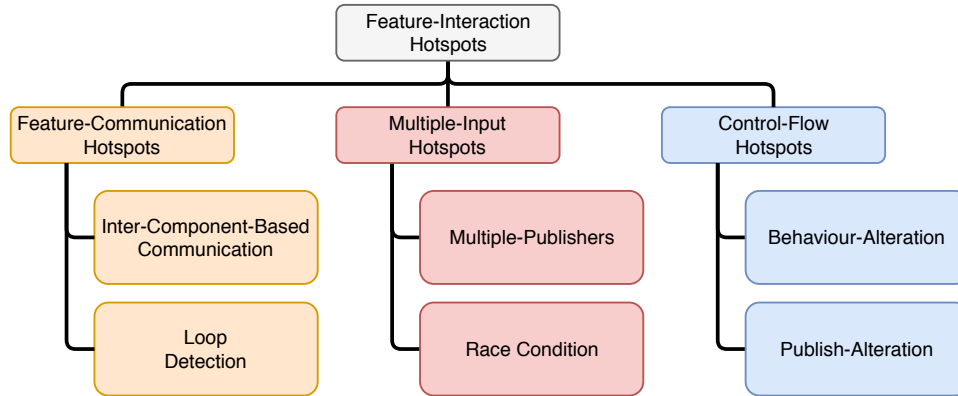 Feature-Interaction
Hotspots
Feature-Communication
Hotspots
Multiple-Input
Hotspots
Control-Flow
Hotspots
Inter-Component-Based
Communication
Multiple-Publishers
Behaviour-Alteration
Loop
Detection
Race Condition
Publish-Alteration